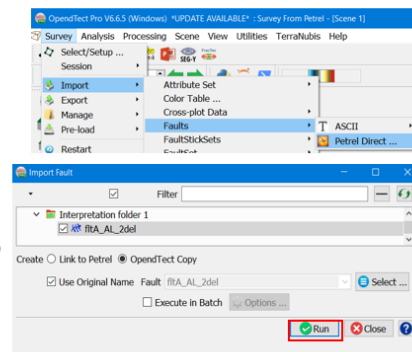 OpendTect Pro V6.6.5 (Windows) *UPDATE AVAILABLE* : Survey From Petrel - [Scene 1]
Survey Analysis Processing Scene View Utilities TerraNubis Help
Select/Setup ...
SEG-Y
Session
Import Attribute Set
Export Color Table ...
Manage Cross-plot Data
Pre-load Faults T ASCII
Restart FaultStickSets Petrel Direct ...
FaultSet
Import Fault
Filter
Interpretation folder 1
fltA_AL_2del
Create Link to Petrel OpendTect Copy
Use Original Name Fault fltA_AL_2del Select ...
Execute in Batch Options ...
Run Close ?